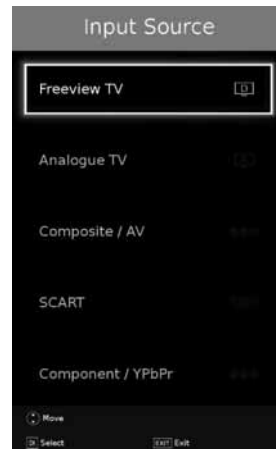 Input Source
Freeview TV
Analogue TV
Composite / AV
SCART
Component / YPbPr
Move
OK Select EXIT Exit